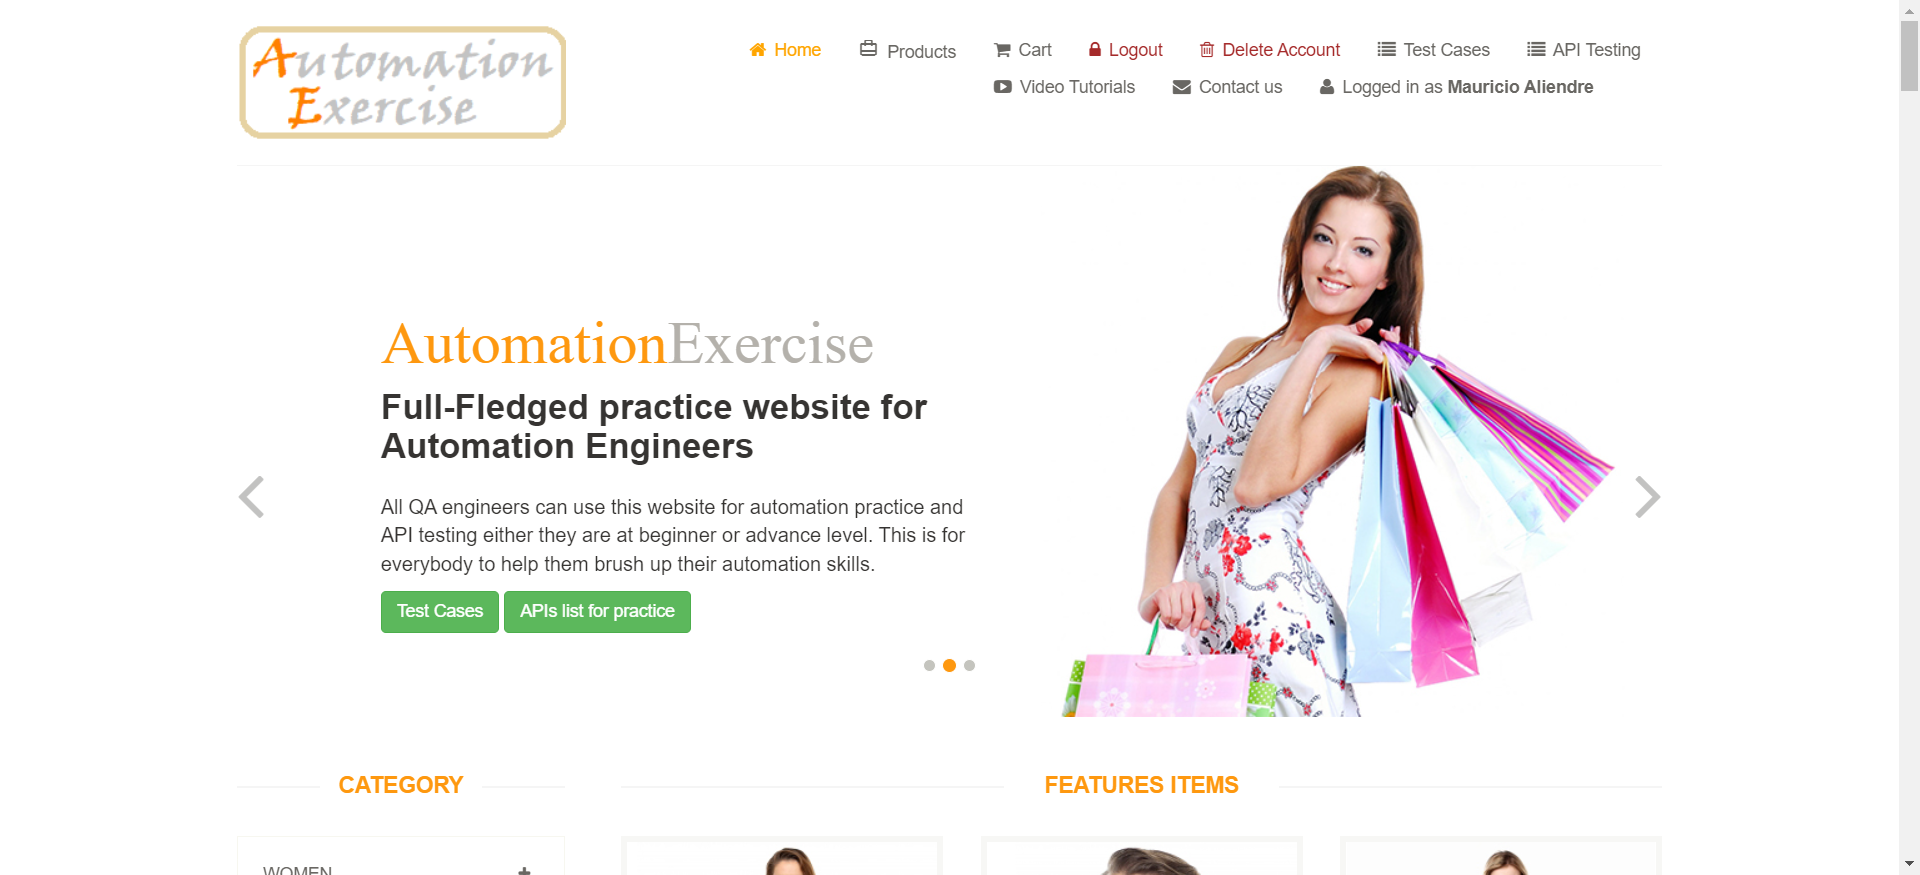 Automation
Exercise
Home Products Cart Logout Delete Account Test Cases API Testing
Video Tutorials Contact us Logged in as Mauricio Aliendre
AutomationExercise
Full-Fledged practice website for
Automation Engineers
All QA engineers can use this website for automation practice and
API testing either they are at beginner or advance level. This is for
everybody to help them brush up their automation skills.
Test Cases APIs list for practice
CATEGORY
FEATURES ITEMS
WOMEN